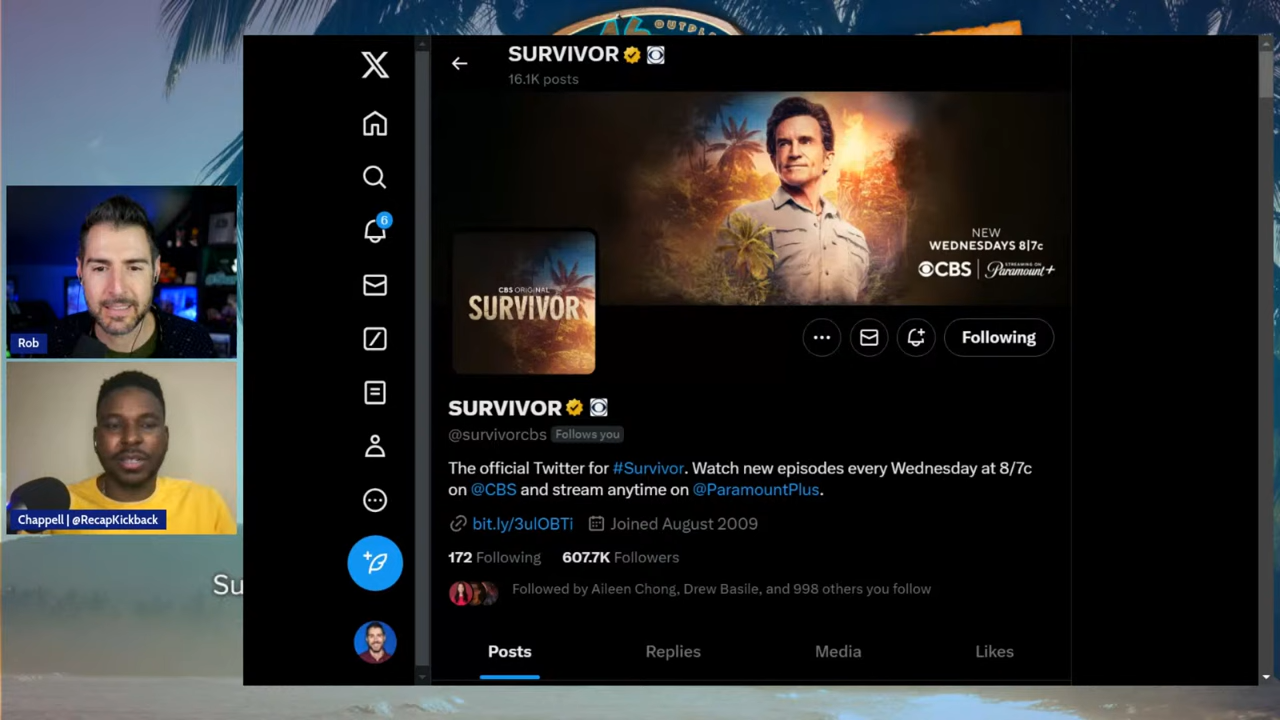 OUTPL
46
SURVIVOR
16.1K posts
NEW
WEDNESDAYS 8|7c
CBS
STREAMING ON
Paramount+
CBS ORIGINAL
SURVIVOR
6
Following
SURVIVOR
@survivorcbs Follows you
The official Twitter for #Survivor. Watch new episodes every Wednesday at 8/7c
on @CBS and stream anytime on @ParamountPlus.
bit.ly/3ulOBTi Joined August 2009
172 Following 607.7K Followers
Followed by Aileen Chong, Drew Basile, and 998 others you follow
Posts Replies Media Likes
Rob
Chappell | @RecapKickback
Su